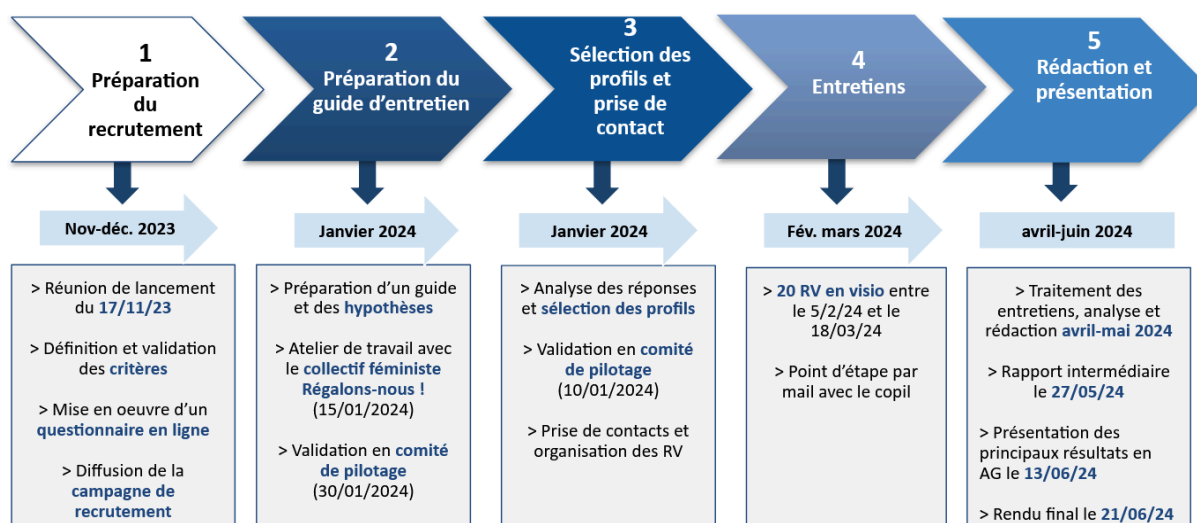 1
Préparation
du
recrutement
2
Préparation du
guide d'entretien
3
Sélection des
profils et
prise de
contact
4
Entretiens
5
Rédaction et
présentation
Nov-déc. 2023
Janvier 2024
Janvier 2024
Fév. mars 2024
avril-juin 2024
> Réunion de lancement
du 17/11/23
> Définition et validation
des critères
> Mise en oeuvre d'un
questionnaire en ligne
> Diffusion de la
campagne de
recrutement
> Préparation d'un guide
et des hypothèses
> Atelier de travail avec
le collectif féministe
Régalons-nous !
(15/01/2024)
> Validation en comité
de pilotage
(30/01/2024)
> Analyse des réponses
et sélection des profils
> Validation en comité
de pilotage
(10/01/2024)
> Prise de contacts et
organisation des RV
> 20 RV en visio entre
le 5/2/24 et le
18/03/24
> Point d'étape par
mail avec le copil
> Traitement des
entretiens, analyse et
rédaction avril-mai 2024
> Rapport intermédiaire
le 27/05/24
> Présentation des
principaux résultats en
AG le 13/06/24
> Rendu final le 21/06/24